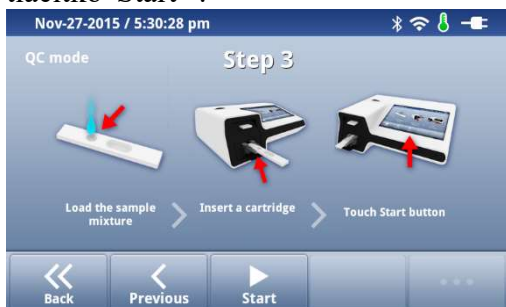 Nov-27-2015 / 5:30:28 pm
QC mode
Step 3
Load the sample
mixture
Insert a cartridge
Touch Start button
Back
Previous
Start